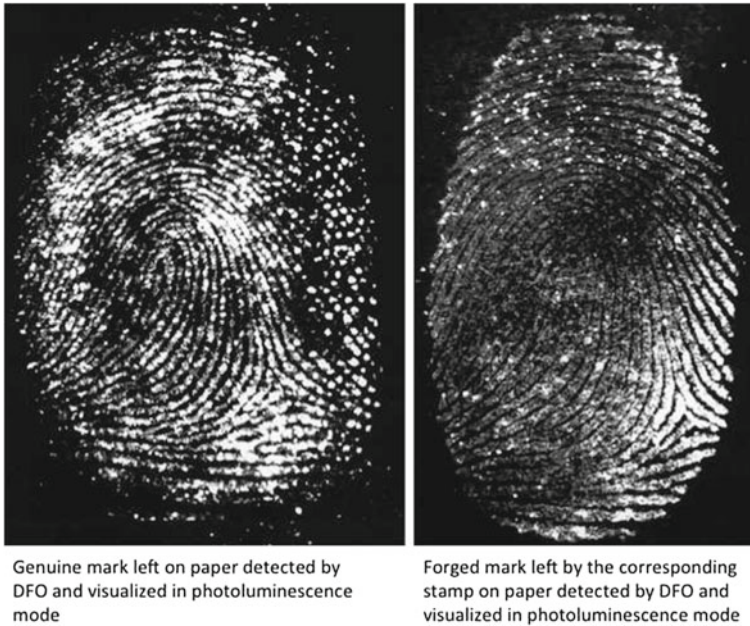 Genuine mark left on paper detected by
DFO and visualized in photoluminescence
mode
Forged mark left by the corresponding
stamp on paper detected by DFO and
visualized in photoluminescence mode